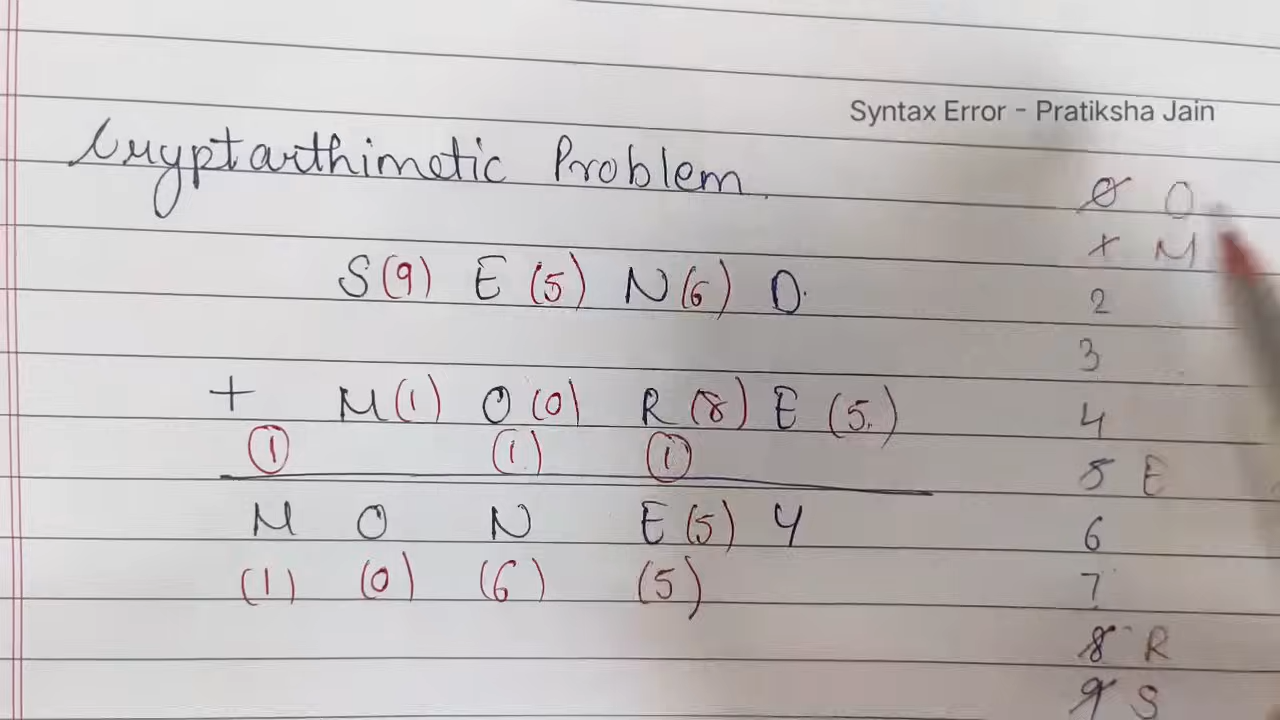 Syntax Error - Pratiksha Jain
Cryptarthimetic Problem.
S(9) E(5) N(6) D
+ M(1) O(0) R(8) E(5)
(1) (1) (1)
M O N E(5) Y
(1) (0) (6) (5)
0 O
1 M
2
3
4
5 E
6
7
8 R
9 S